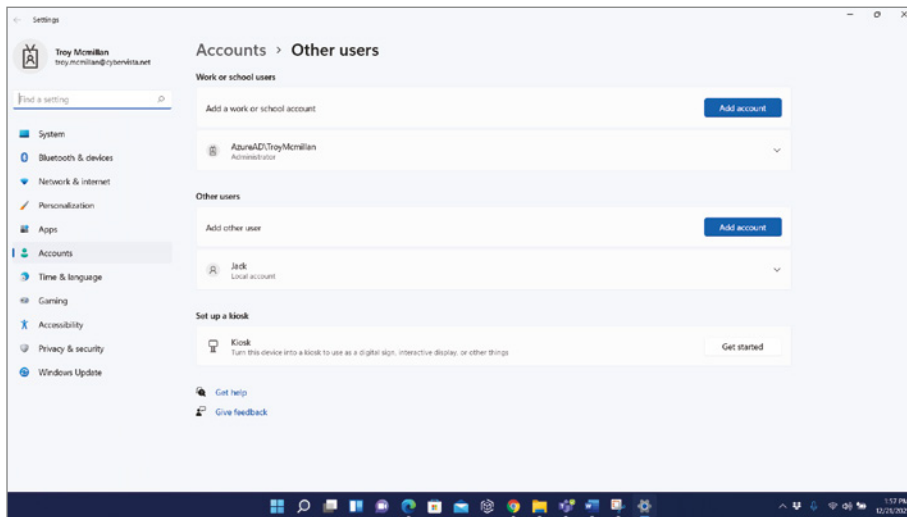 Settings
Troy Mcmillan
troy.mcmillan@cybervista.net
Find a setting
System
Bluetooth & devices
Network & internet
Personalization
Apps
Accounts
Time & language
Gaming
Accessibility
Privacy & security
Windows Update
Accounts > Other users
Work or school users
Add a work or school account
Add account
AzureAD\TroyMcmillan
Administrator
Other users
Add other user
Add account
Jack
Local account
Set up a kiosk
Kiosk
Turn this device into a kiosk to use as a digital sign, interactive display, or other things
Get started
Get help
Give feedback
1:57 PM